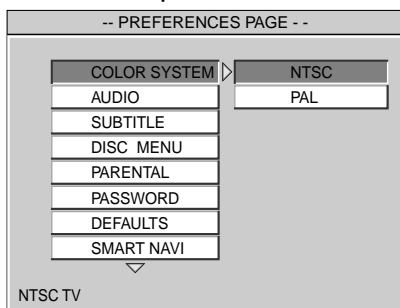 -- PREFERENCES PAGE - -
COLOR SYSTEM NTSC
AUDIO PAL
SUBTITLE
DISC MENU
PARENTAL
PASSWORD
DEFAULTS
SMART NAVI
NTSC TV